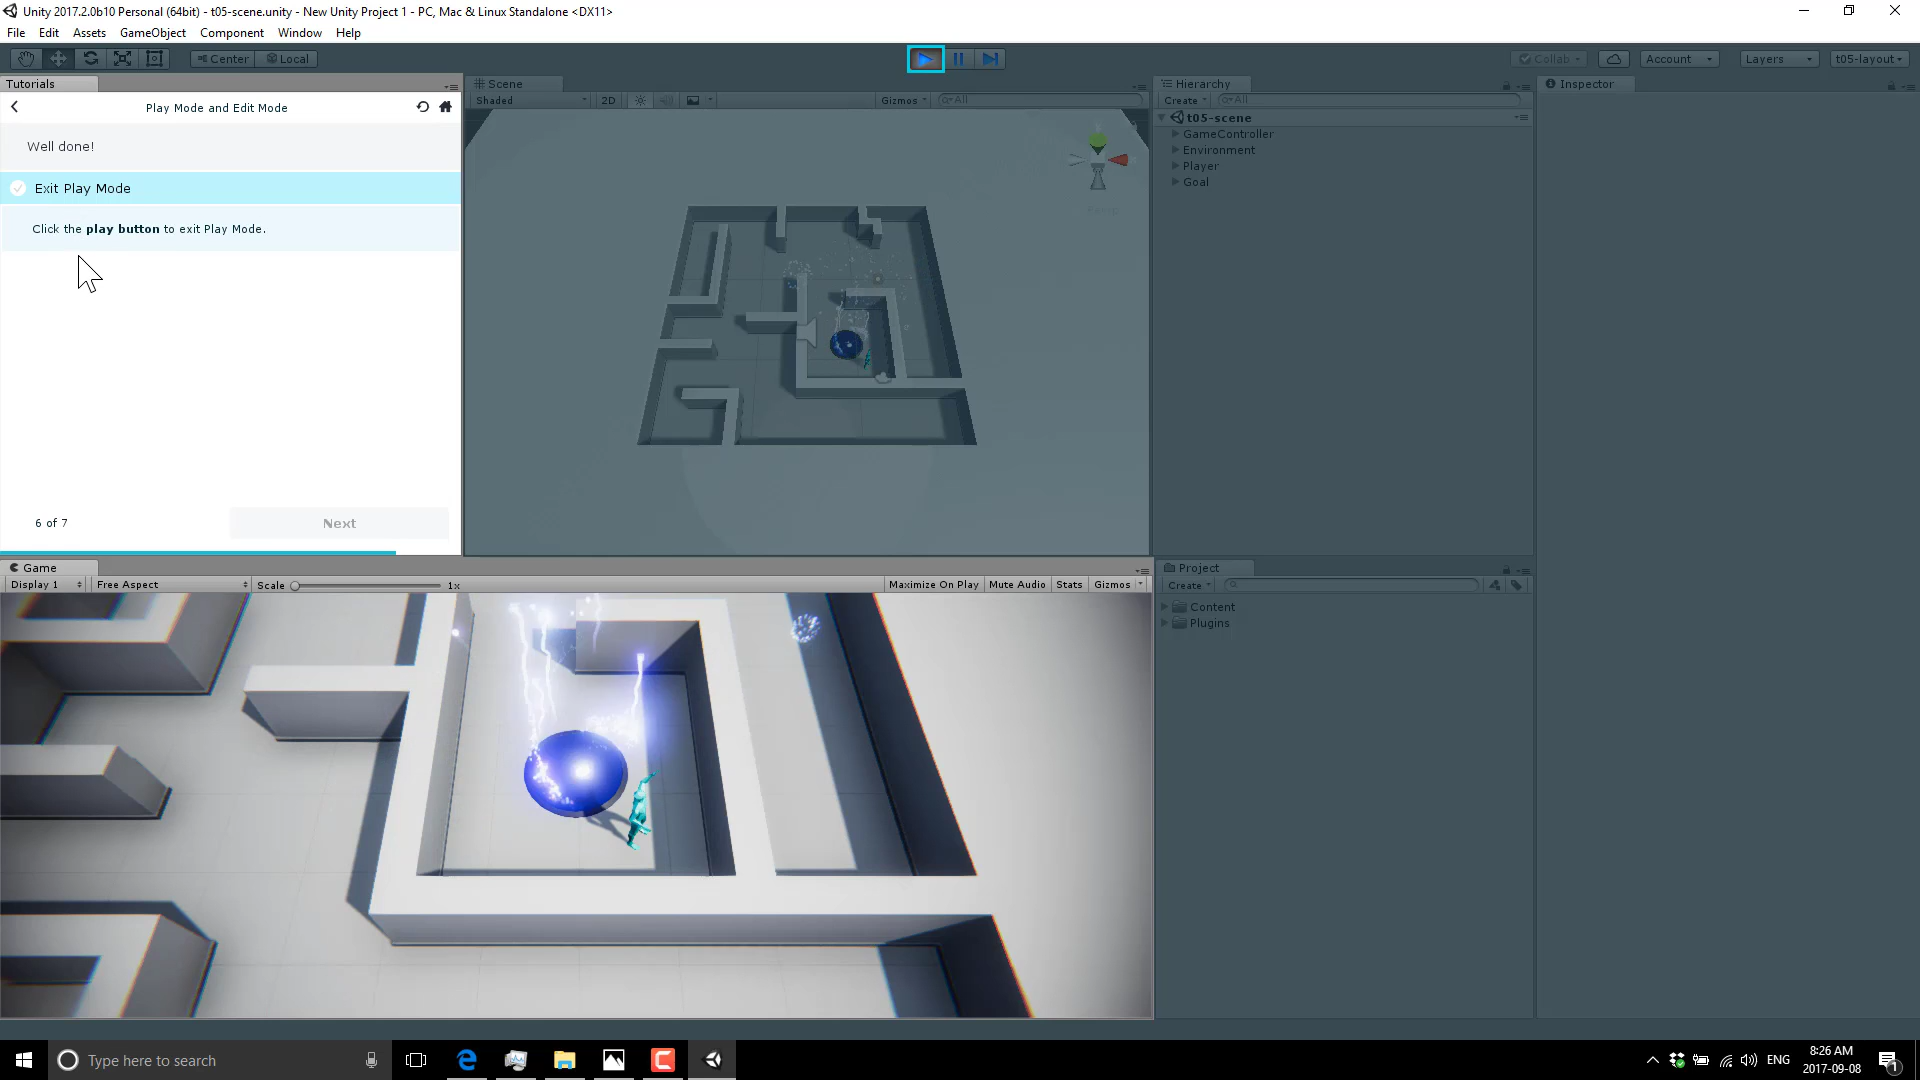 Unity 2017.2.0b10 Personal (64bit) - t05-scene.unity - New Unity Project 1 - PC, Mac & Linux Standalone <DX11>
File Edit Assets GameObject Component Window Help
Center Local Collab Account Layers t05-layout
Tutorials
Play Mode and Edit Mode
Well done!
Exit Play Mode
Click the play button to exit Play Mode.
6 of 7 Next
Scene
Shaded 2D Gizmos All
Persp
Hierarchy
Create All
t05-scene
GameController
Environment
Player
Goal
Inspector
Game
Display 1 Free Aspect Scale 1x Maximize On Play Mute Audio Stats Gizmos
Project
Create
Content
Plugins
Type here to search
ENG
8:26 AM
2017-09-08
1